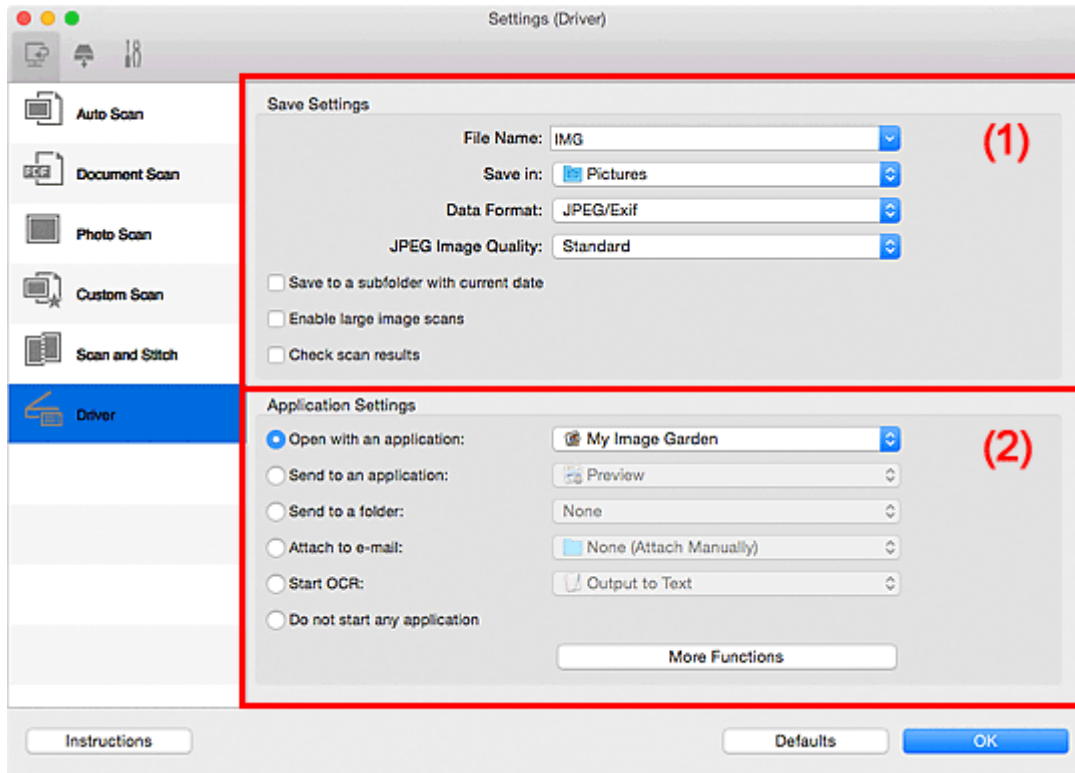 Settings (Driver)
Auto Scan
PDF
Document Scan
Photo Scan
Custom Scan
Scan and Stitch
Driver
Save Settings
(1)
File Name: IMG
Save in: Pictures
Data Format: JPEG/Exif
JPEG Image Quality: Standard
Save to a subfolder with current date
Enable large image scans
Check scan results
Application Settings
(2)
Open with an application: My Image Garden
Send to an application: Preview
Send to a folder: None
Attach to e-mail: None (Attach Manually)
Start OCR: Output to Text
Do not start any application
More Functions
Instructions
Defaults
OK